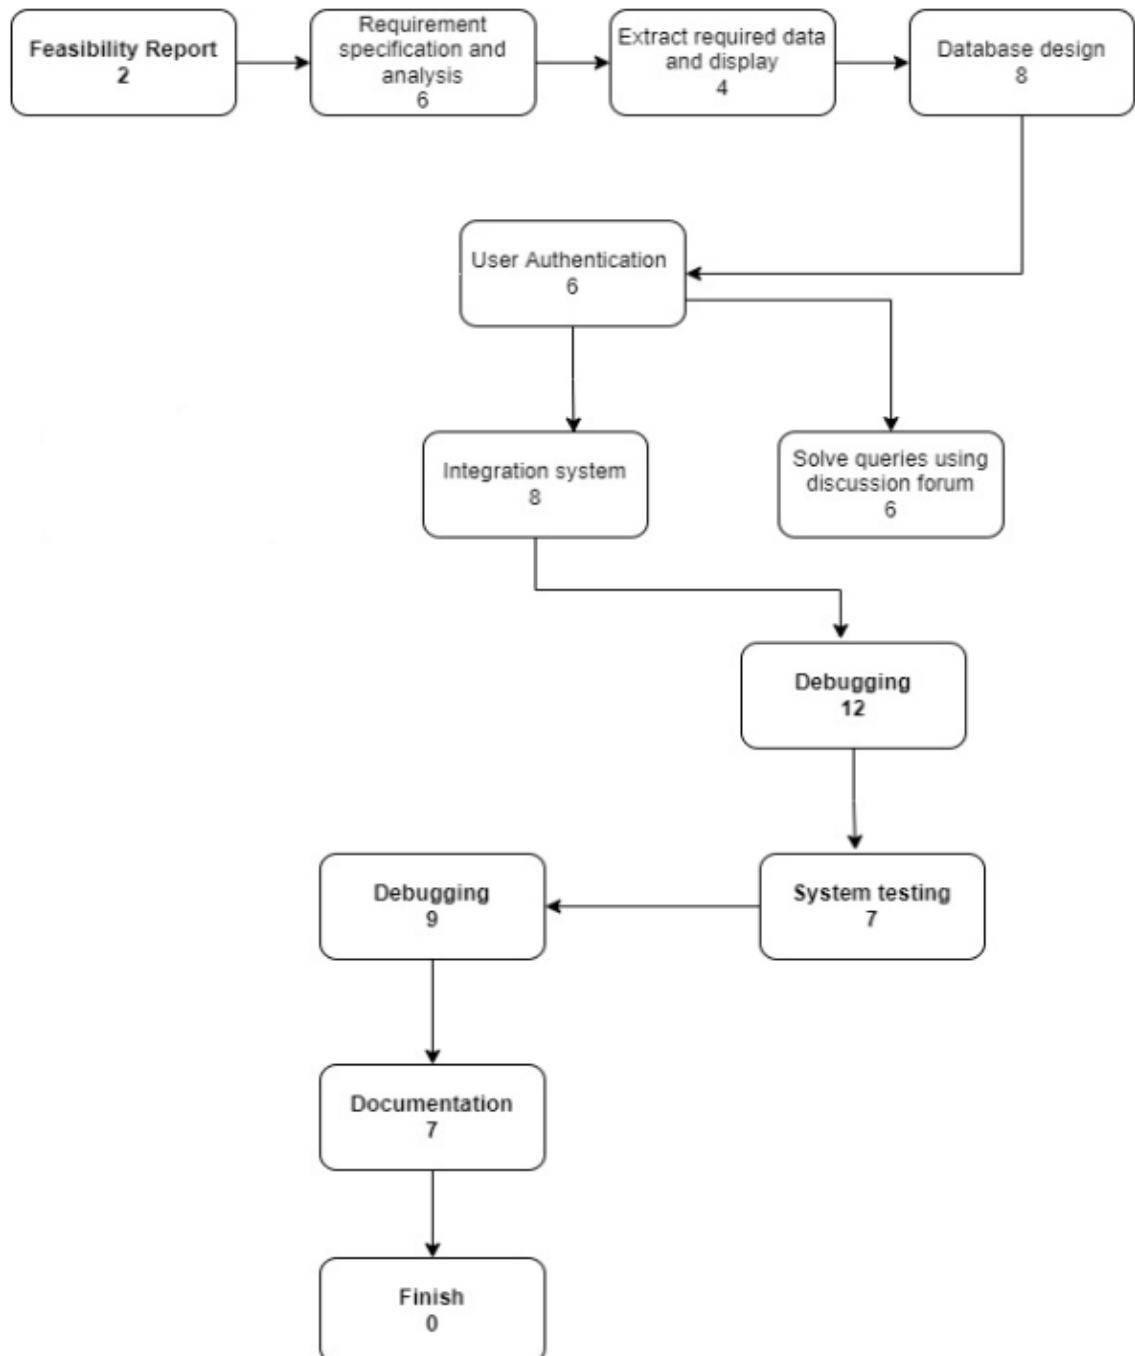 Feasibility Report
2
Requirement
specification and
analysis
6
Extract required data
and display
4
Database design
8
User Authentication
6
Integration system
8
Solve queries using
discussion forum
6
Debugging
12
System testing
7
Debugging
9
Documentation
7
Finish
0